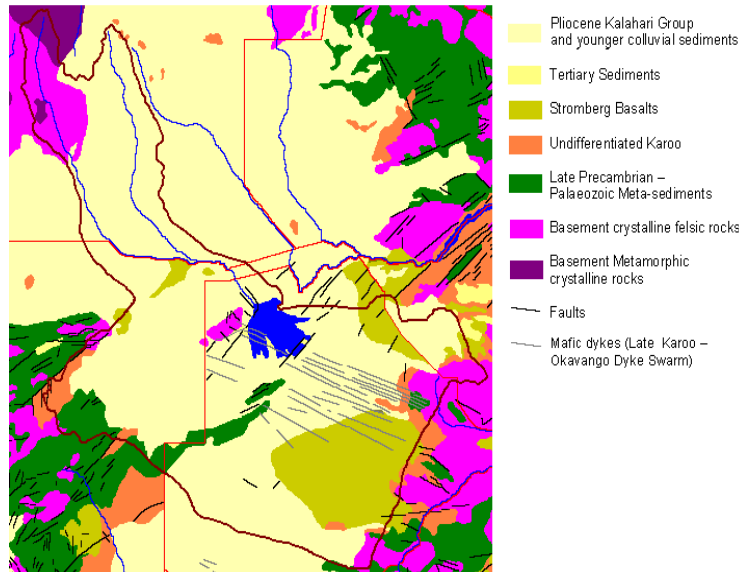 Pliocene Kalahari Group
and younger colluvial sediments
Tertiary Sediments
Stromberg Basalts
Undifferentiated Karoo
Late Precambrian –
Palaeozoic Meta-sediments
Basement crystalline felsic rocks
Basement Metamorphic
crystalline rocks
Faults
Mafic dykes (Late Karoo –
Okavango Dyke Swarm)